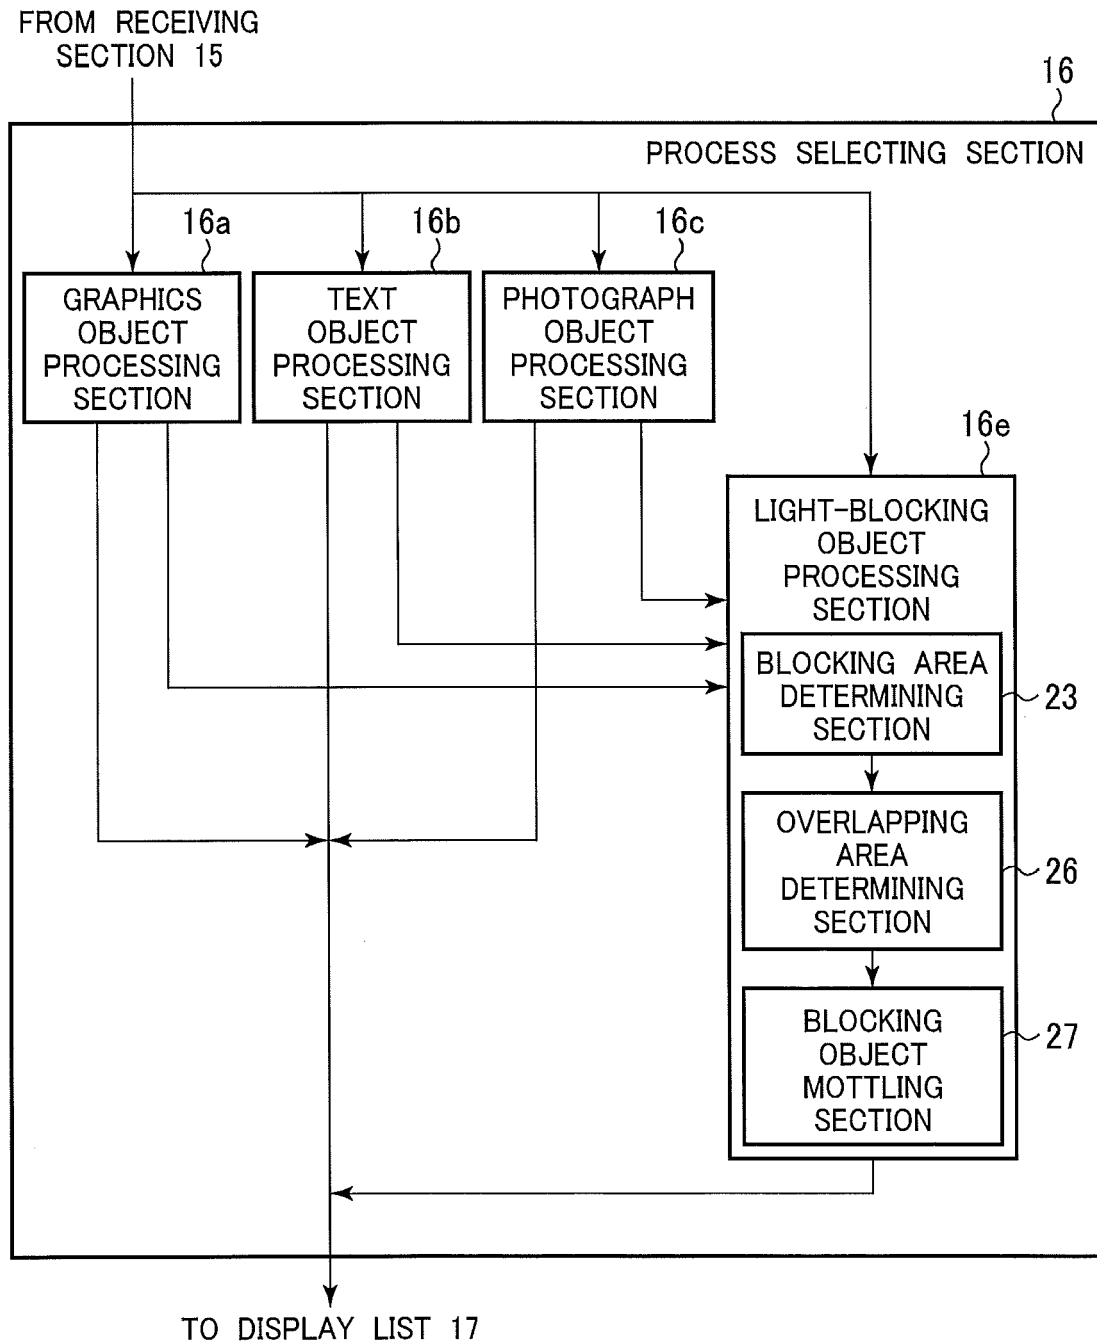 FROM RECEIVING
SECTION 15
16
PROCESS SELECTING SECTION
16a
16b
16c
GRAPHICS
OBJECT
PROCESSING
SECTION
TEXT
OBJECT
PROCESSING
SECTION
PHOTOGRAPH
OBJECT
PROCESSING
SECTION
16e
LIGHT-BLOCKING
OBJECT
PROCESSING
SECTION
BLOCKING AREA
DETERMINING
SECTION
23
OVERLAPPING
AREA
DETERMINING
SECTION
26
BLOCKING
OBJECT
MOTTLING
SECTION
27
TO DISPLAY LIST 17